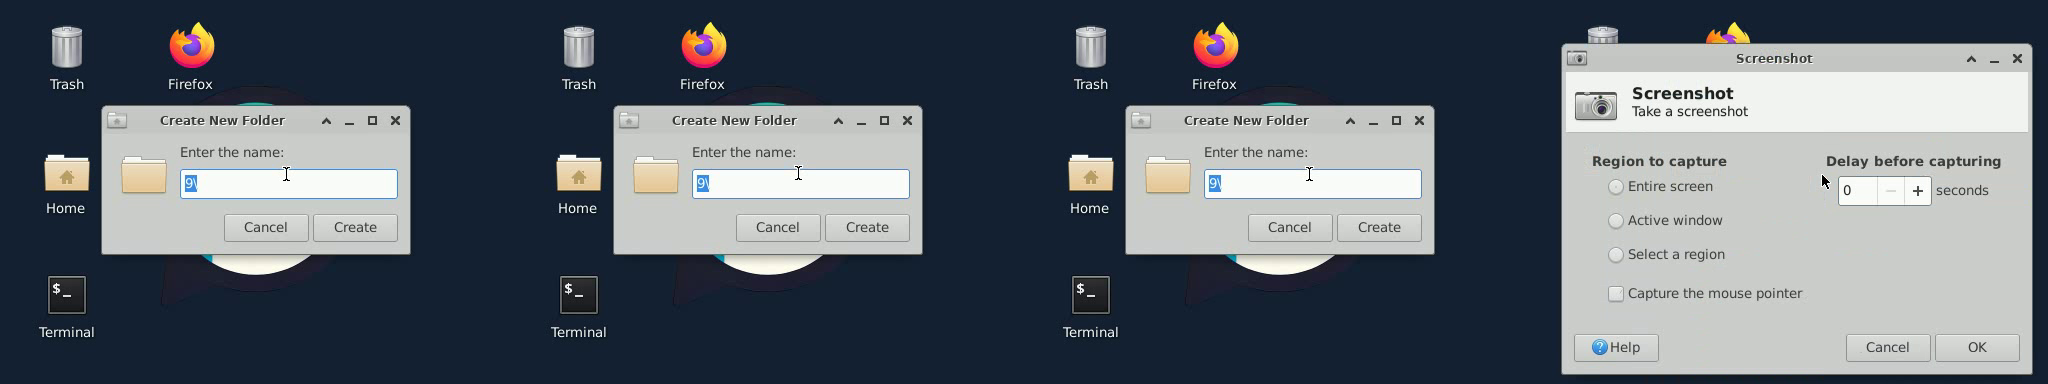 Trash
Firefox
Create New Folder
Enter the name:
9\
Home
Cancel
Create
$_
Terminal
Trash
Firefox
Create New Folder
Enter the name:
9\
Home
Cancel
Create
$_
Terminal
Trash
Firefox
Create New Folder
Enter the name:
9\
Home
Cancel
Create
$_
Terminal
Screenshot
Screenshot
Take a screenshot
Region to capture
Entire screen
Active window
Select a region
Capture the mouse pointer
Delay before capturing
0 − + seconds
?Help
Cancel
OK